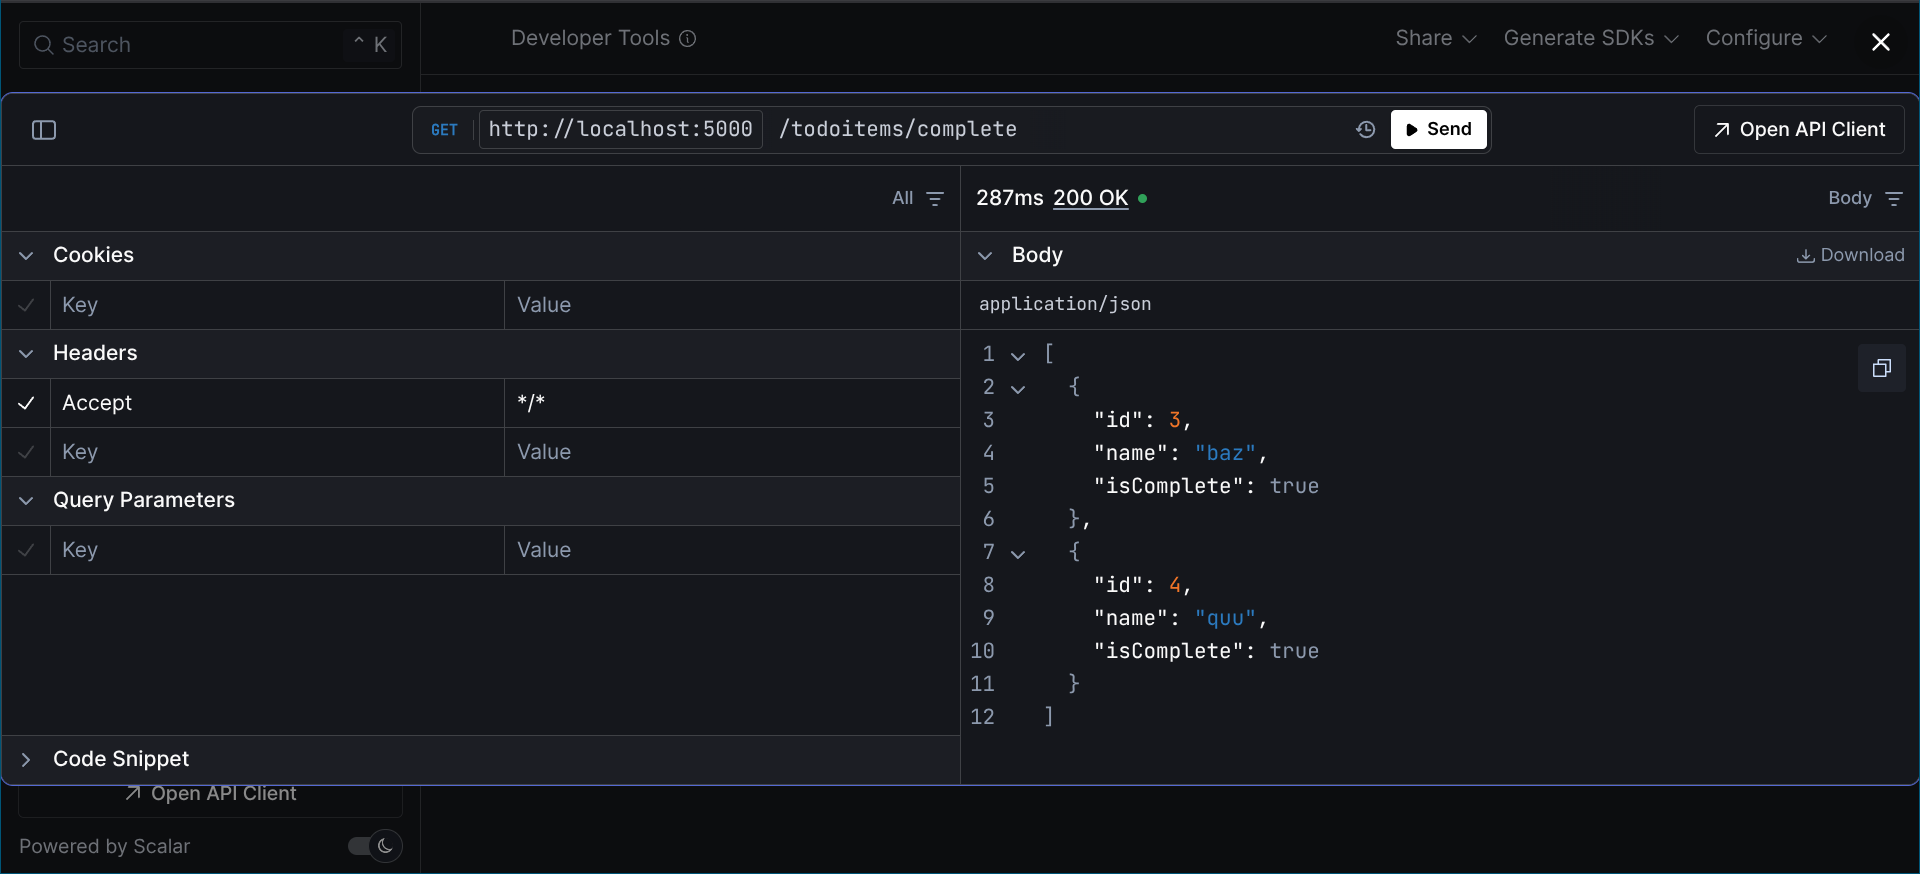 Search
⌃ K
Developer Tools
Share
Generate SDKs
Configure
GET http://localhost:5000 /todoitems/complete
Send
Open API Client
All
287ms 200 OK
Body
Cookies
Key Value
Headers
Accept */*
Key Value
Query Parameters
Key Value
Code Snippet
Body
Download
application/json
1 [
2 {
3 "id": 3,
4 "name": "baz",
5 "isComplete": true
6 },
7 {
8 "id": 4,
9 "name": "quu",
10 "isComplete": true
11 }
12 ]
Open API Client
Powered by Scalar